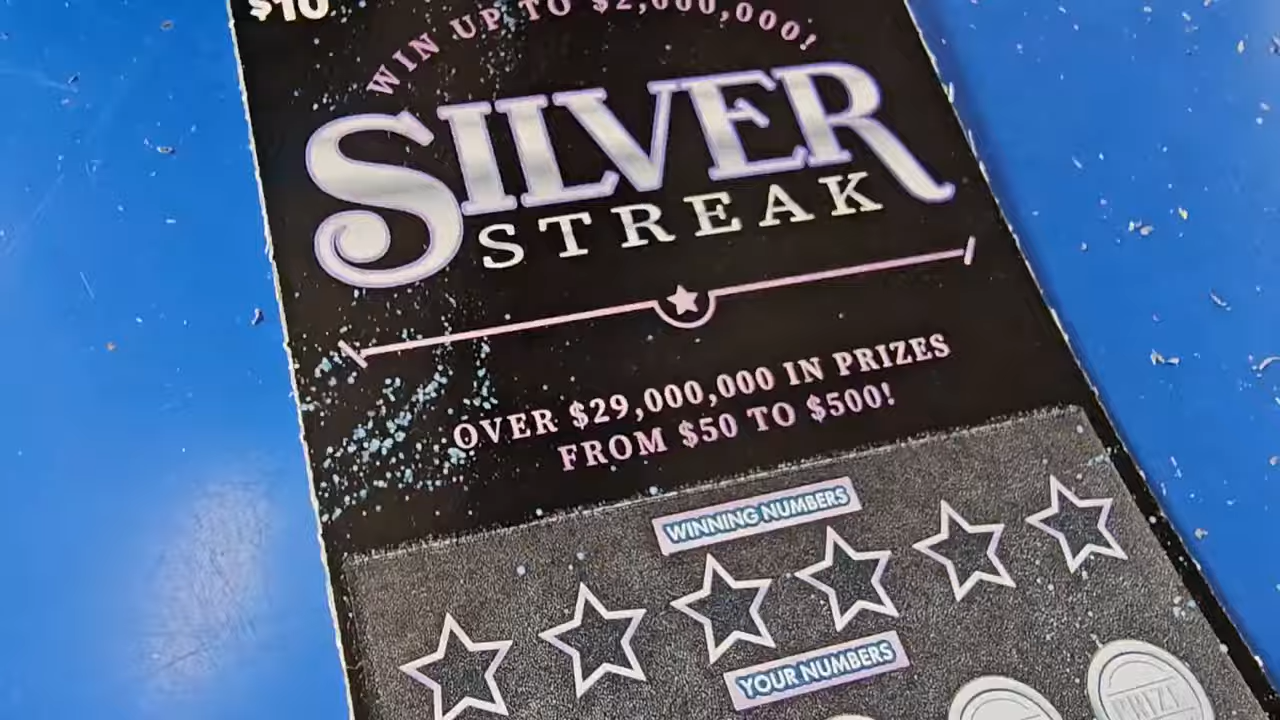 $10
WIN UP TO $2,000,000!
SILVER
STREAK
OVER $29,000,000 IN PRIZES
FROM $50 TO $500!
WINNING NUMBERS
YOUR NUMBERS
PRIZE